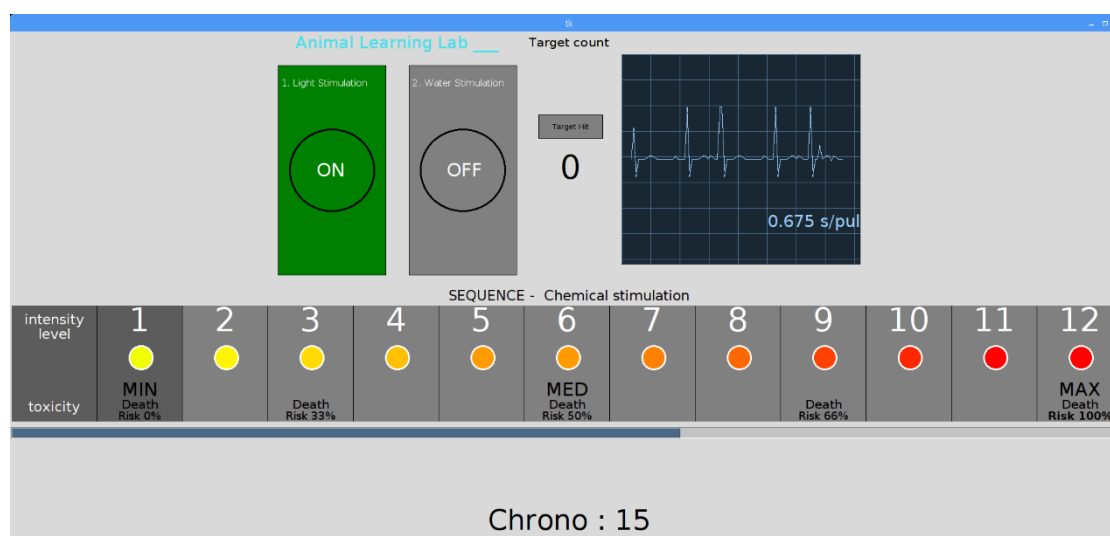 tk
Animal Learning Lab ___
Target count
1. Light Stimulation
ON
2. Water Stimulation
OFF
Target Hit
0
0.675 s/pul
SEQUENCE - Chemical stimulation
intensity
level
1 2 3 4 5 6 7 8 9 10 11 12
toxicity
MIN
Death
Risk 0%
Death
Risk 33%
MED
Death
Risk 50%
Death
Risk 66%
MAX
Death
Risk 100%
Chrono : 15